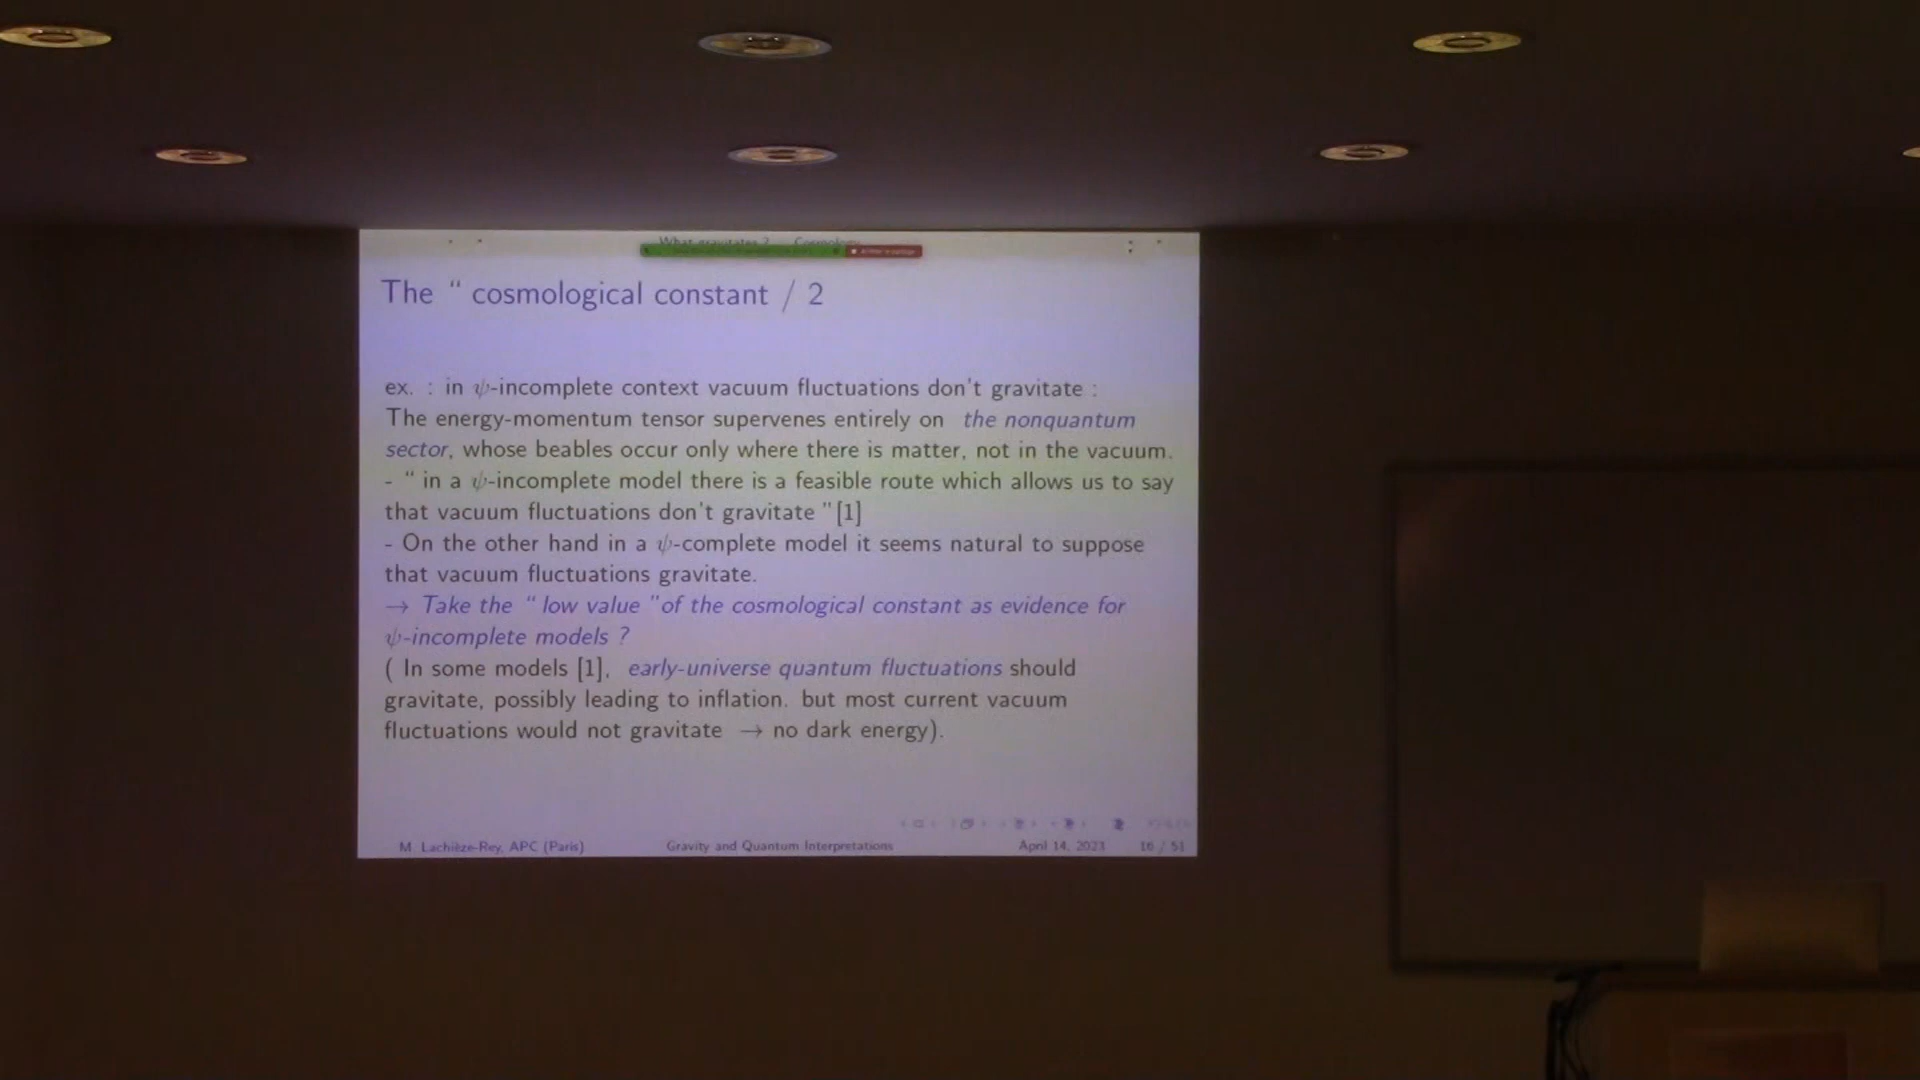 What gravitates ? Cosmology
The “ cosmological constant / 2
ex. : in ψ-incomplete context vacuum fluctuations don't gravitate :
The energy-momentum tensor supervenes entirely on the nonquantum
sector, whose beables occur only where there is matter, not in the vacuum.
- “ in a ψ-incomplete model there is a feasible route which allows us to say
that vacuum fluctuations don't gravitate ”[1]
- On the other hand in a ψ-complete model it seems natural to suppose
that vacuum fluctuations gravitate.
→ Take the “ low value ”of the cosmological constant as evidence for
ψ-incomplete models ?
( In some models [1], early-universe quantum fluctuations should
gravitate, possibly leading to inflation. but most current vacuum
fluctuations would not gravitate → no dark energy).
M. Lachièze-Rey, APC (Paris) Gravity and Quantum Interpretations April 14, 2023 16 / 51